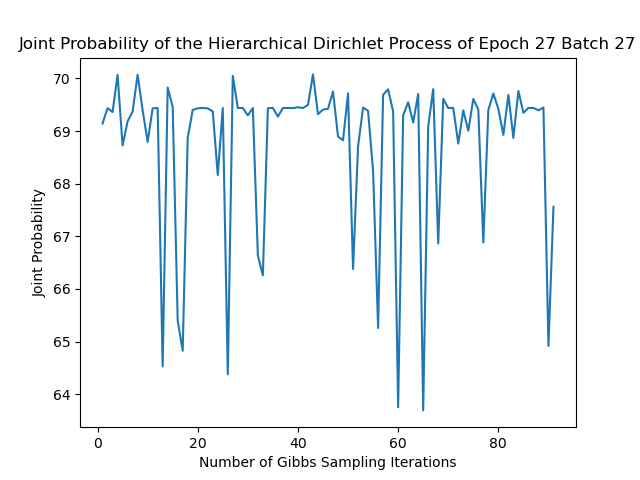 Joint Probability of the Hierarchical Dirichlet Process of Epoch 27 Batch 27
70
69
68
67
66
65
64
Joint Probability
0 20 40 60 80
Number of Gibbs Sampling Iterations